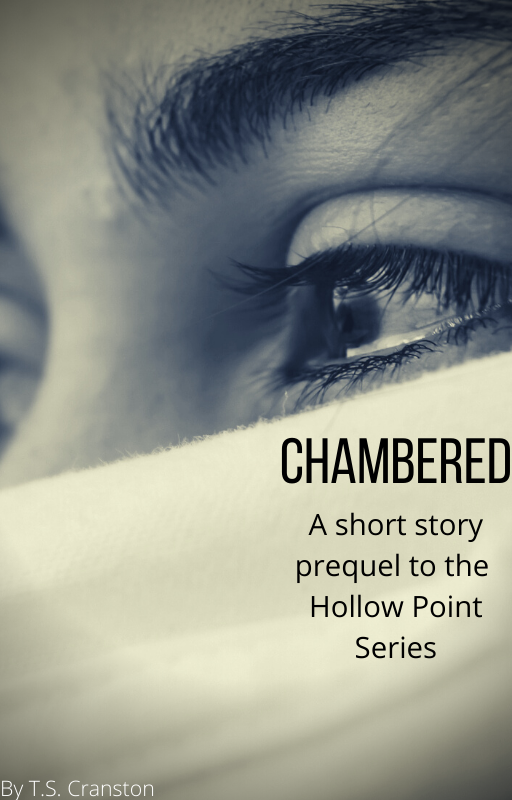 CHAMBERED
A short story
prequel to the
Hollow Point
Series
By T.S. Cranston